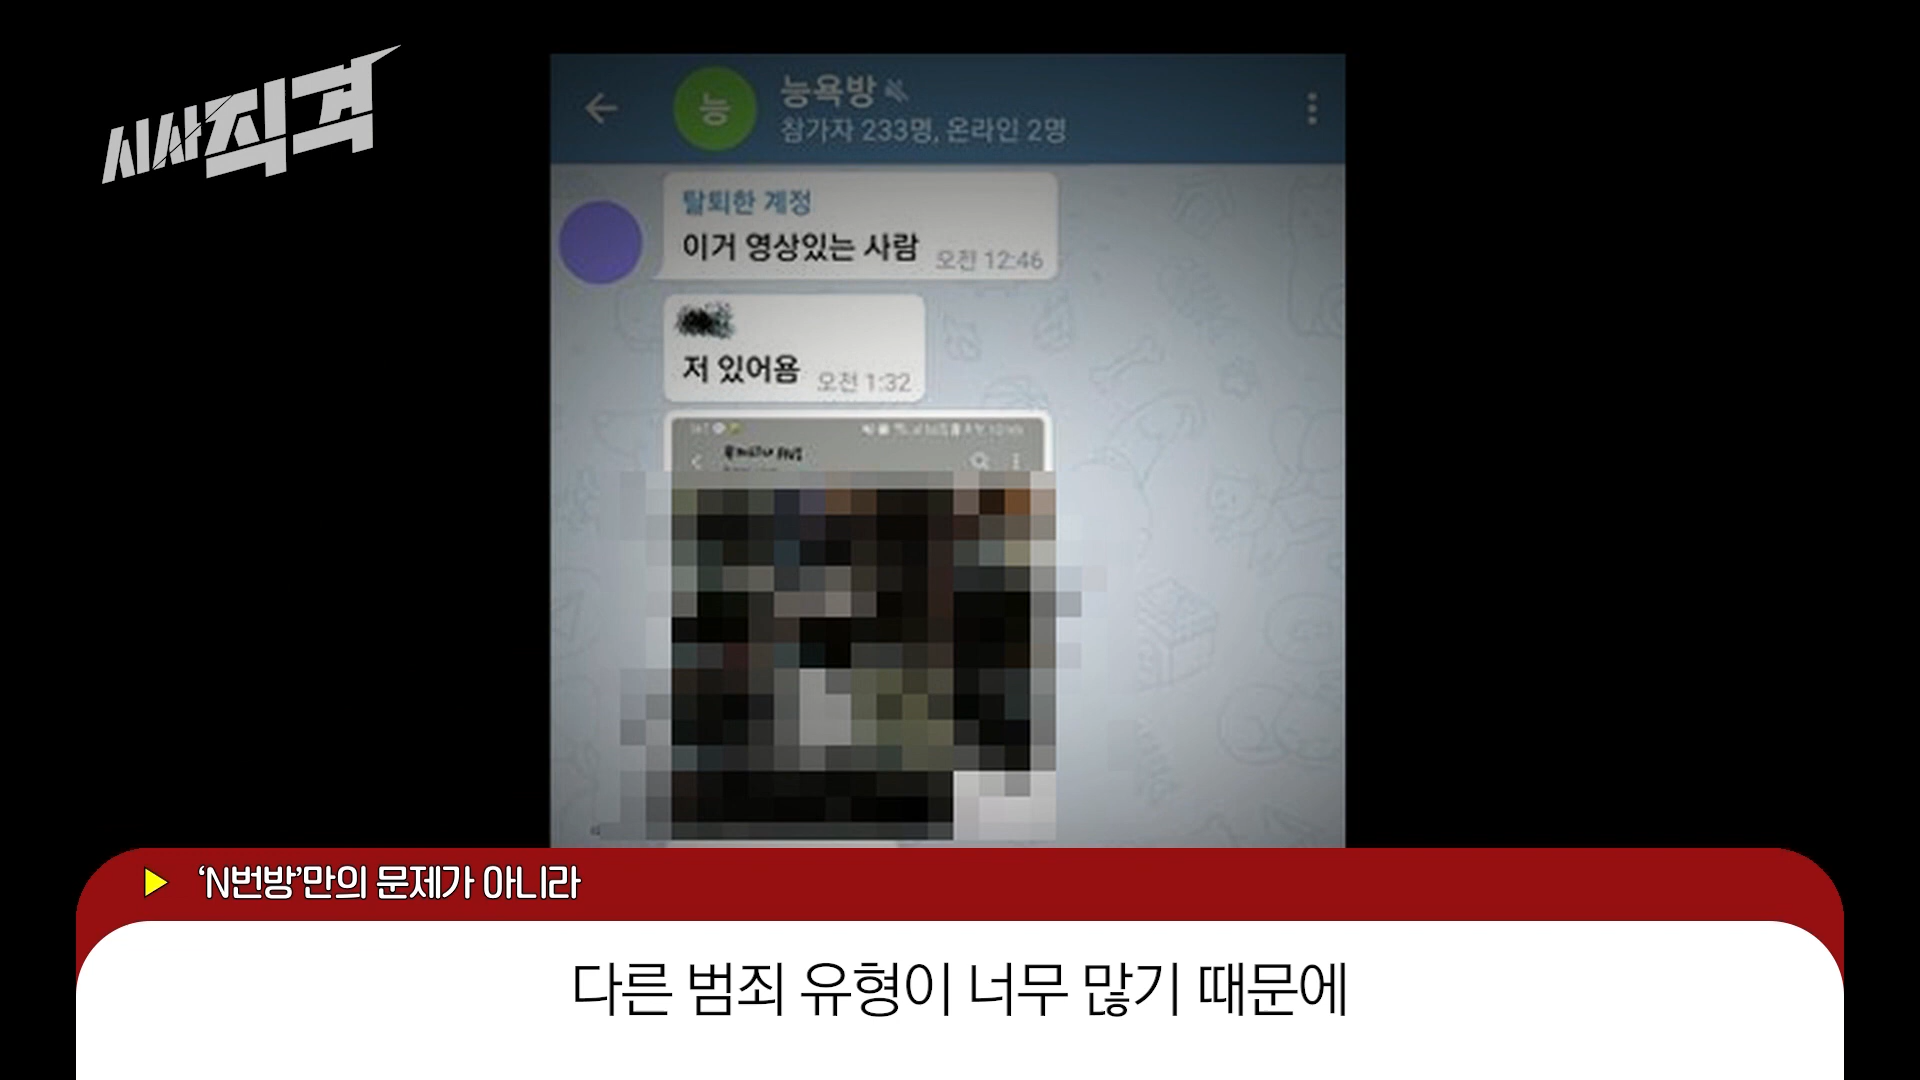 시사직격
능
능욕방
참가자 233명, 온라인 2명
탈퇴한 계정
이거 영상있는 사람
오전 12:46
저 있어욤
오전 1:32
‘N번방’만의 문제가 아니라
다른 범죄 유형이 너무 많기 때문에